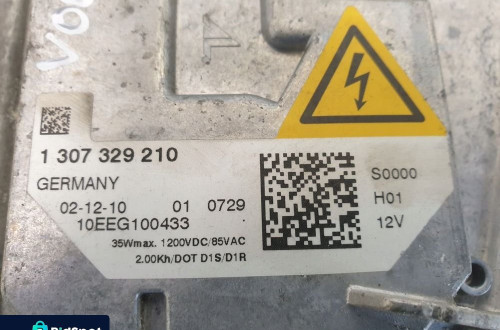 1 307 329 210
GERMANY
02-12-10 01 0729
10EEG100433
35Wmax. 1200VDC/85VAC
2.00Kh/DOT D1S/D1R
S0000
H01
12V